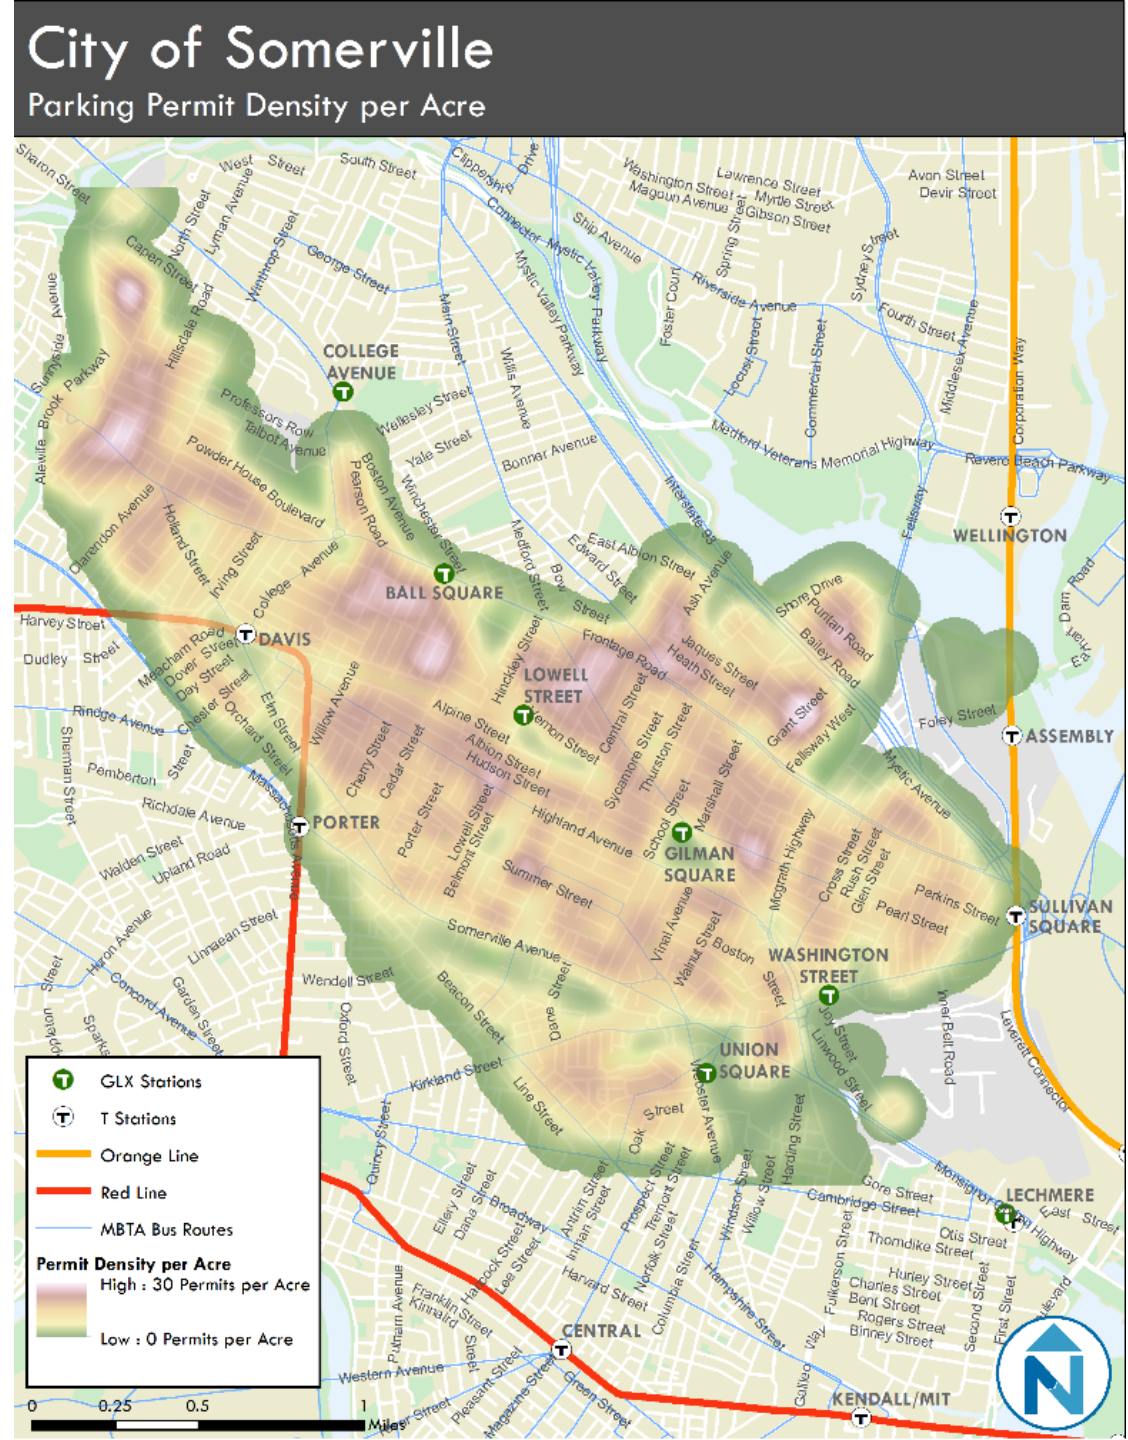 City of Somerville
Parking Permit Density per Acre
Sharon Street
West Street
South Street
Clippership Drive
Washington Street
Lawrence Street
Magoun Avenue
Myrtle Street
Gibson Street
Avon Street
Devir Street
North Street
Lyman Avenue
Winthrop Street
Capen Street
George Street
Connector
Mystic Valley Parkway
Mystic Valley Parkway
Ship Avenue
Spring Street
Sydney Street
Foster Court
Riverside Avenue
Fourth Street
Sunnyside Avenue
Hillsdale Road
Main Street
Willis Avenue
Locust Street
Commercial Street
Middlesex Avenue
Corporation Way
COLLEGE
AVENUE
Alewife Brook Parkway
Professors Row
Talbot Avenue
Wellesley Street
Yale Street
Bonner Avenue
Medford Veterans Memorial Highway
Revere Beach Parkway
Powder House Boulevard
Pearson Road
Boston Avenue
Winchester Street
Interstate 93
Fellsway
WELLINGTON
Clarendon Avenue
Holland Street
Irving Street
College Avenue
Medford Street
Edward Street
East Albion Street
Bow Street
Ash Avenue
Shore Drive
Puritan Road
Bailey Road
BALL SQUARE
Harvey Street
Dudley Street
DAVIS
Meacham Road
Dover Street
Day Street
Chester Street
Orchard Street
Elm Street
Willow Avenue
Hinckley Street
Frontage Road
Jaques Street
Heath Street
LOWELL
STREET
Vernon Street
Central Street
Grant Street
Fellsway West
Foley Street
ASSEMBLY
Rindge Avenue
Sherman Street
Pemberton Street
Richdale Avenue
Walden Street
Upland Road
PORTER
Massachusetts Avenue
Cherry Street
Cedar Street
Alpine Street
Albion Street
Hudson Street
Sycamore Street
Thurston Street
Mystic Avenue
Porter Street
Lowell Street
Belmont Street
Highland Avenue
School Street
Marshall Street
GILMAN
SQUARE
Mcgrath Highway
Cross Street
Rush Street
Glen Street
Perkins Street
Pearl Street
SULLIVAN
SQUARE
Summer Street
Vinal Avenue
Walnut Street
Boston Street
WASHINGTON
STREET
Huron Avenue
Linnaean Street
Wendell Street
Somerville Avenue
Beacon Street
Dane Street
Joy Street
Linwood Street
Inner Belt Road
Leverett Connector
Concord Avenue
Garden Street
Oxford Street
Kirkland Street
Line Street
UNION
SQUARE
Webster Avenue
Oak Street
Harding Street
Quincy Street
Ellery Street
Dana Street
Broadway
Antrim Street
Inman Street
Prospect Street
Tremont Street
Norfolk Street
Windsor Street
Willow Street
Gore Street
Cambridge Street
LECHMERE
East Street
Otis Street
Thorndike Street
Hurley Street
Charles Street
Bent Street
Rogers Street
Binney Street
Fulkerson Street
Second Street
First Street
Hancock Street
Lee Street
Harvard Street
Columbia Street
Hampshire Street
Franklin Street
Kinnaird Street
Putnam Avenue
Western Avenue
Pleasant Street
Magazine Street
Green Street
CENTRAL
Galileo Way
KENDALL/MIT
GLX Stations
T Stations
Orange Line
Red Line
MBTA Bus Routes
Permit Density per Acre
High : 30 Permits per Acre
Low : 0 Permits per Acre
0 0.25 0.5 1
Miles
N